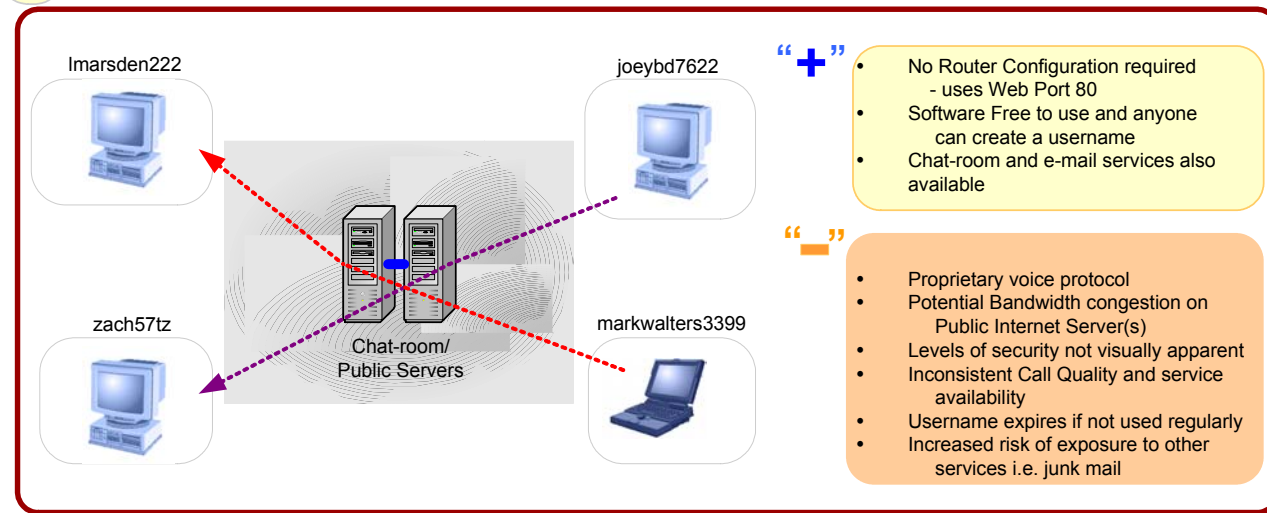 lmarsden222
joeybd7622
zach57tz
markwalters3399
Chat-room/
Public Servers
“+”
• No Router Configuration required
- uses Web Port 80
• Software Free to use and anyone
can create a username
• Chat-room and e-mail services also
available
“-”
• Proprietary voice protocol
• Potential Bandwidth congestion on
Public Internet Server(s)
• Levels of security not visually apparent
• Inconsistent Call Quality and service
availability
• Username expires if not used regularly
• Increased risk of exposure to other
services i.e. junk mail